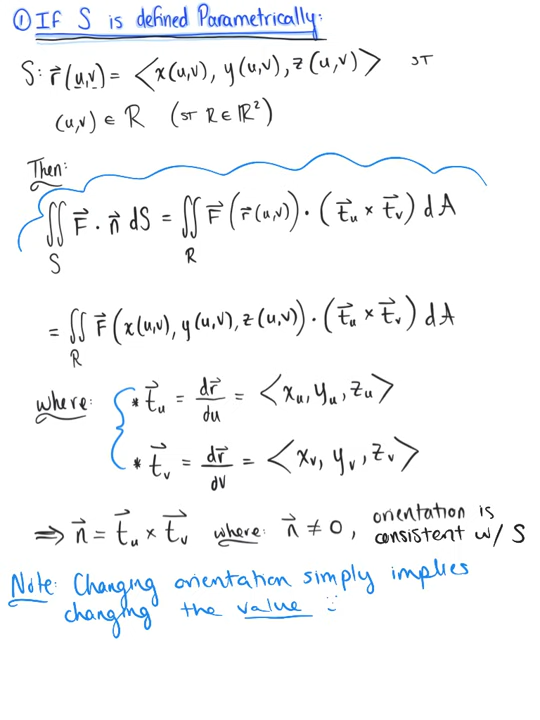 ① If S is defined Parametrically:
S: r⃗(u,v) = ⟨x(u,v), y(u,v), z(u,v)⟩ ST
(u,v) ∈ R (ST R ∈ ℝ²)
Then:
∬_S F⃗ · n⃗ dS = ∬_R F⃗(r⃗(u,v)) · (t⃗_u × t⃗_v) dA
= ∬_R F⃗(x(u,v), y(u,v), z(u,v)) · (t⃗_u × t⃗_v) dA
where: * t⃗_u = dr⃗/du = ⟨x_u, y_u, z_u⟩
* t⃗_v = dr⃗/dv = ⟨x_v, y_v, z_v⟩
⟹ n⃗ = t⃗_u × t⃗_v where: n⃗ ≠ 0, orientation is
consistent w/ S
Note: Changing orientation simply implies
changing the value :)